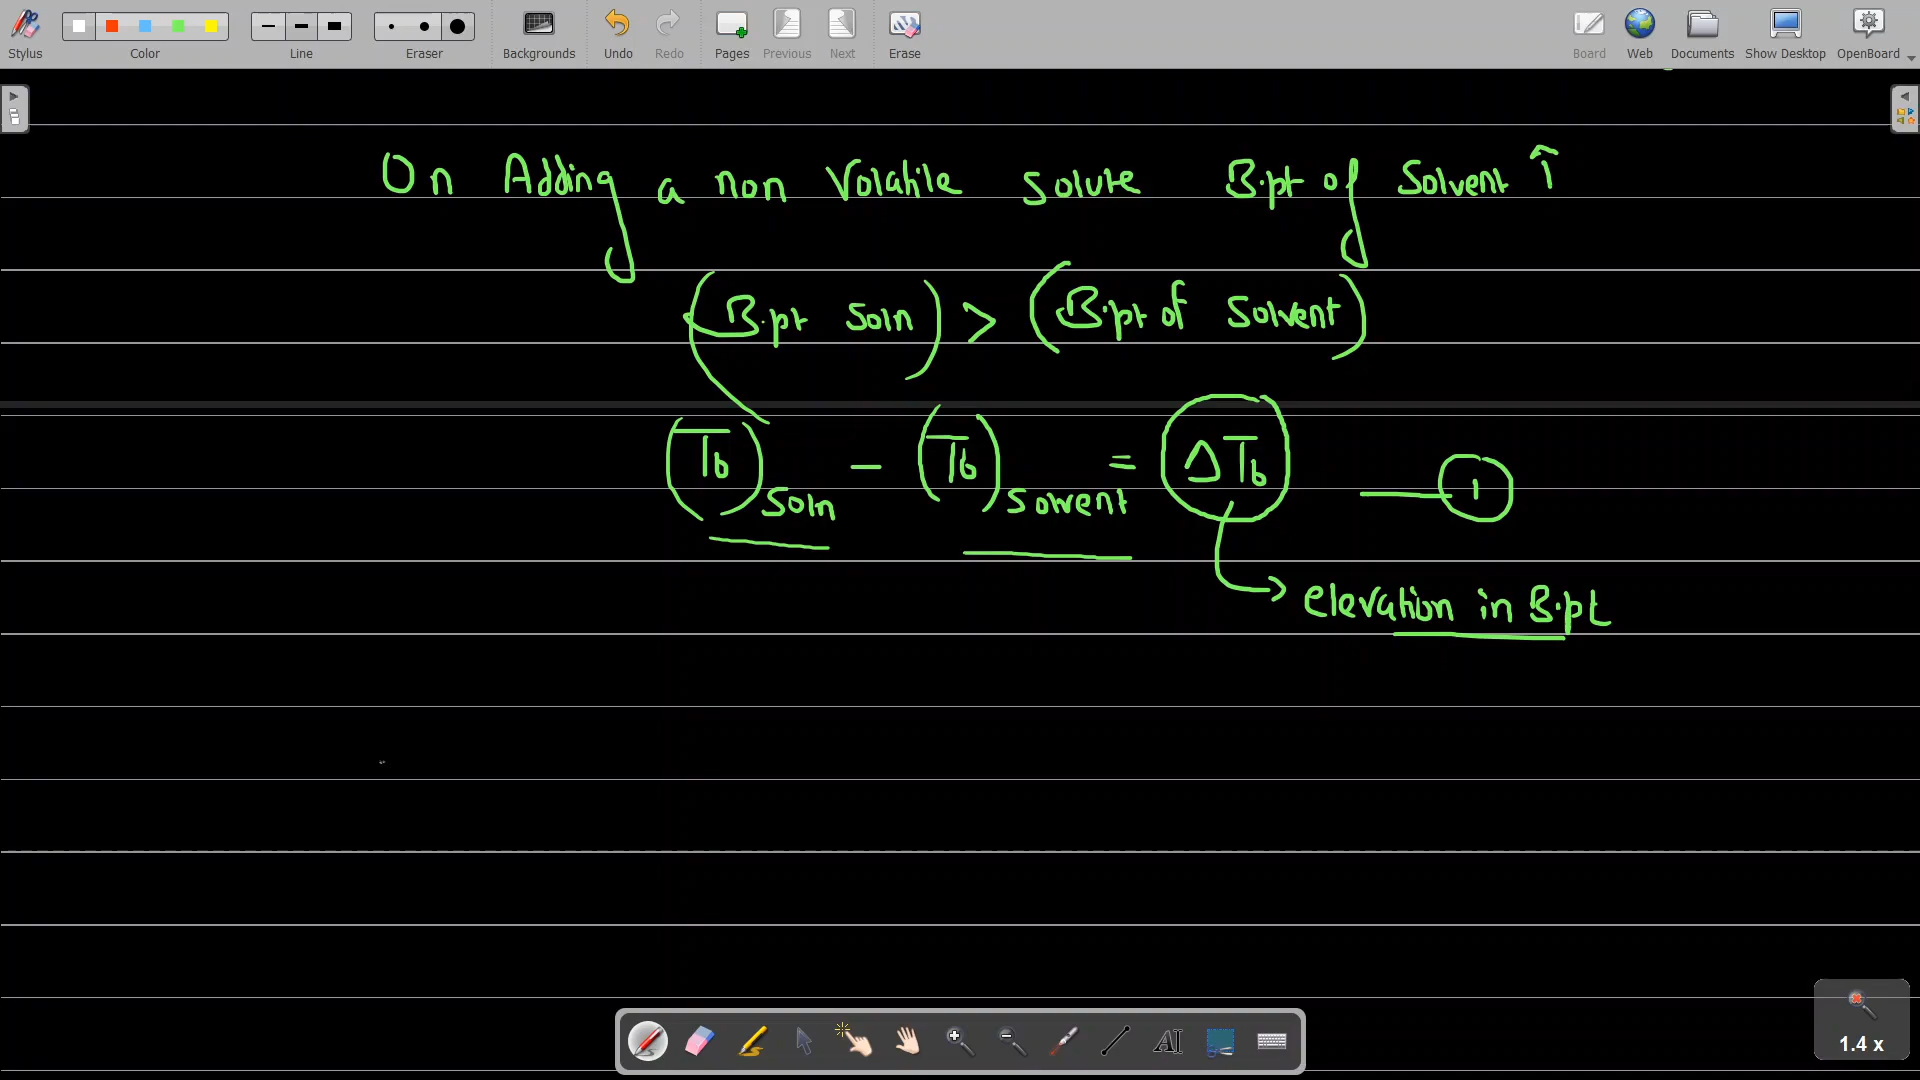 Stylus Color Line Eraser Backgrounds Undo Redo Pages Previous Next Erase Board Web Documents Show Desktop OpenBoard
On Adding a non Volatile solute B.pt of Solvent ↑
(B.pt soln) > (B.pt of Solvent)
(Tb)soln - (Tb)solvent = ΔTb — 1
elevation in B.pt
1.4 x